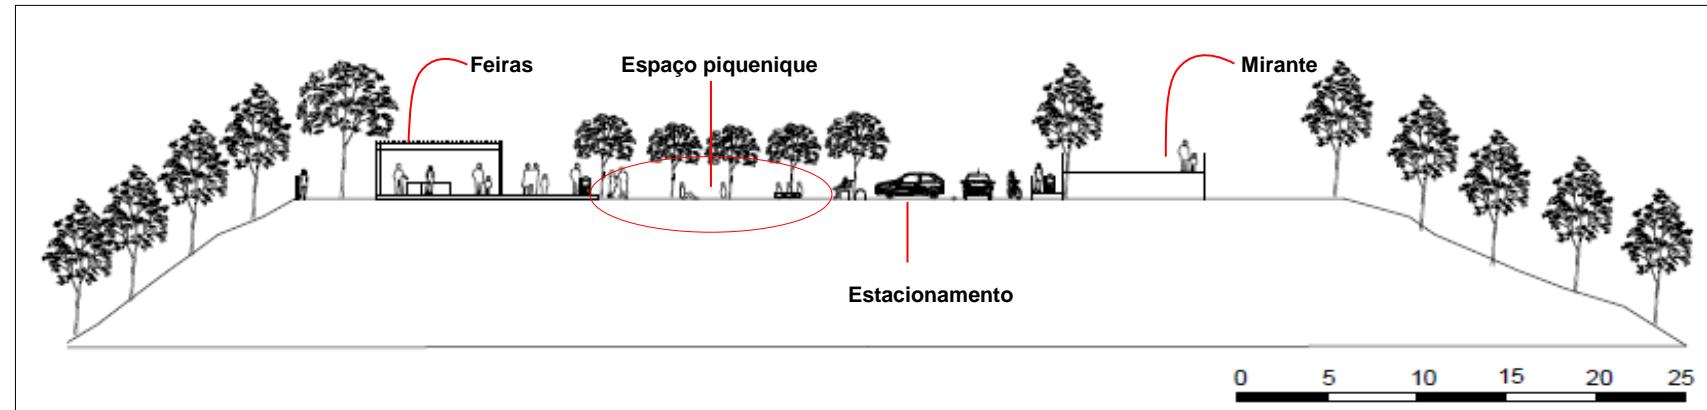 Feiras
Espaço piquenique
Mirante
Estacionamento
0 5 10 15 20 25